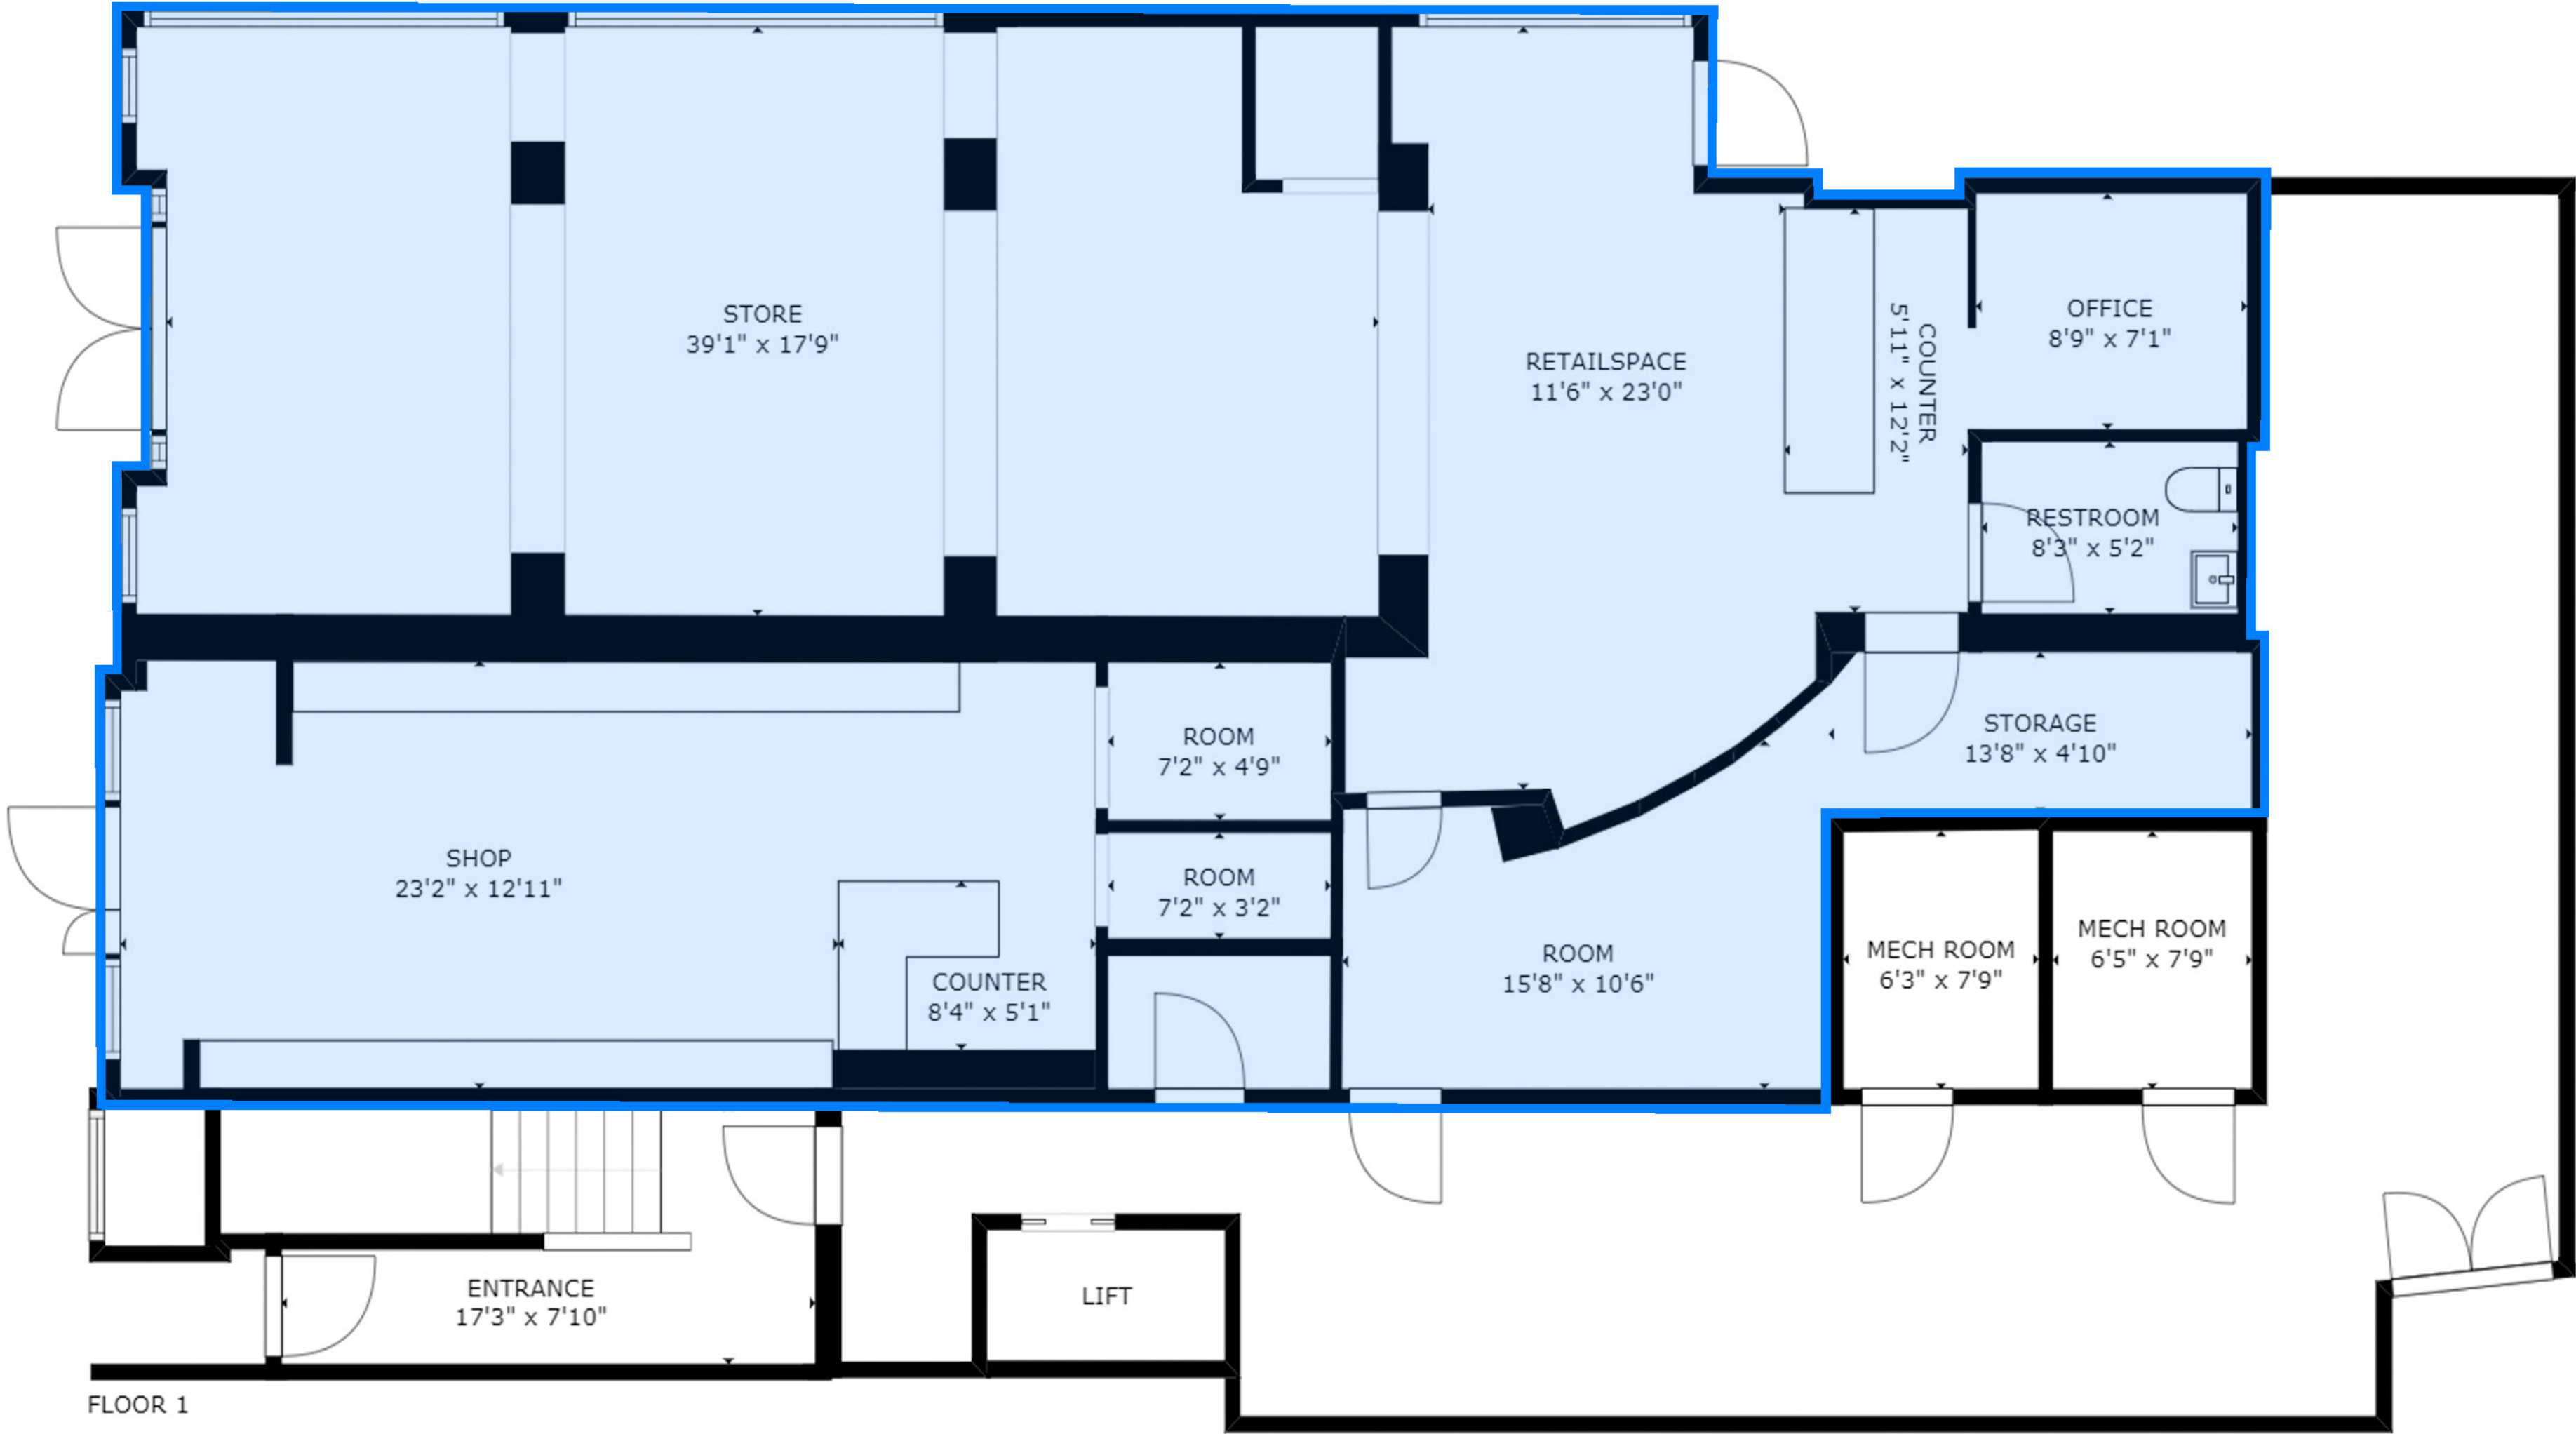 STORE
39'1" x 17'9"
RETAILSPACE
11'6" x 23'0"
COUNTER
5'11" x 12'2"
OFFICE
8'9" x 7'1"
RESTROOM
8'3" x 5'2"
STORAGE
13'8" x 4'10"
ROOM
7'2" x 4'9"
SHOP
23'2" x 12'11"
ROOM
7'2" x 3'2"
COUNTER
8'4" x 5'1"
ROOM
15'8" x 10'6"
MECH ROOM
6'3" x 7'9"
MECH ROOM
6'5" x 7'9"
ENTRANCE
17'3" x 7'10"
LIFT
FLOOR 1